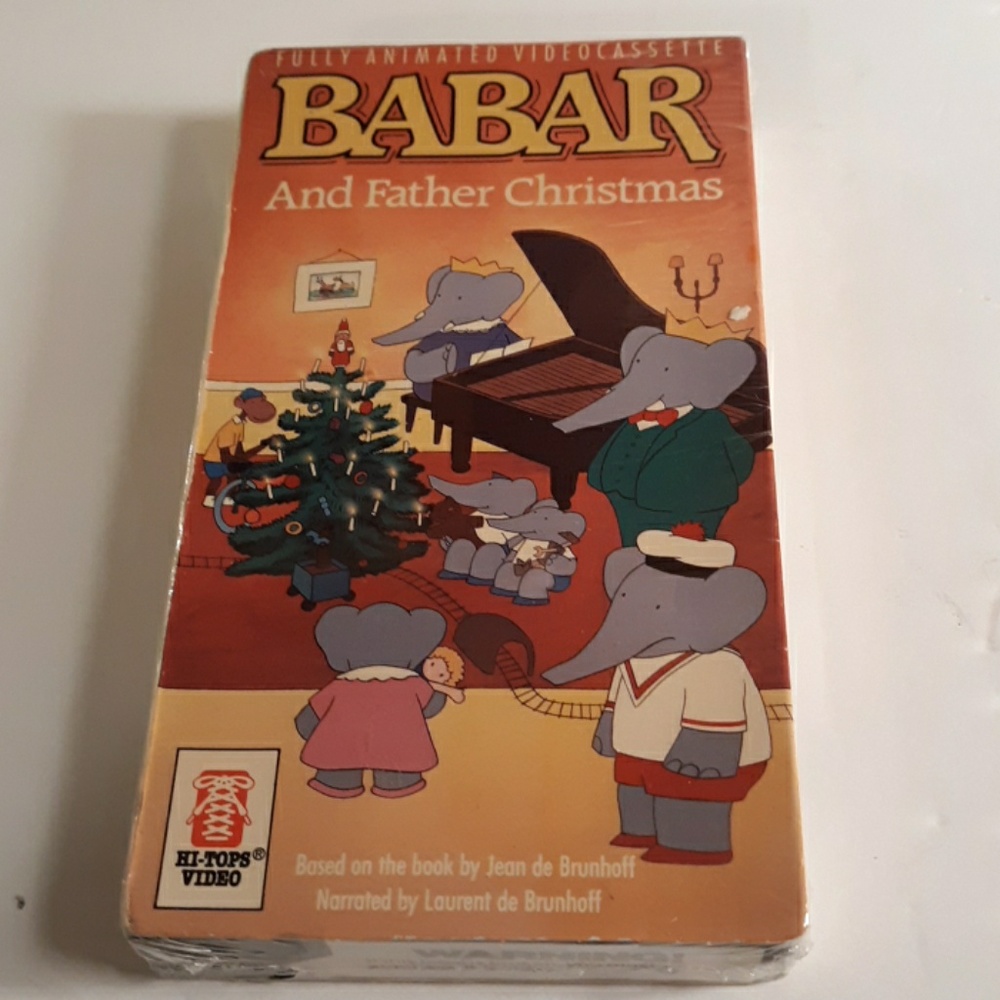 FULLY ANIMATED VIDEOCASSETTE
BABAR
And Father Christmas
HI-TOPS®
VIDEO
Based on the book by Jean de Brunhoff
Narrated by Laurent de Brunhoff
WARNING!